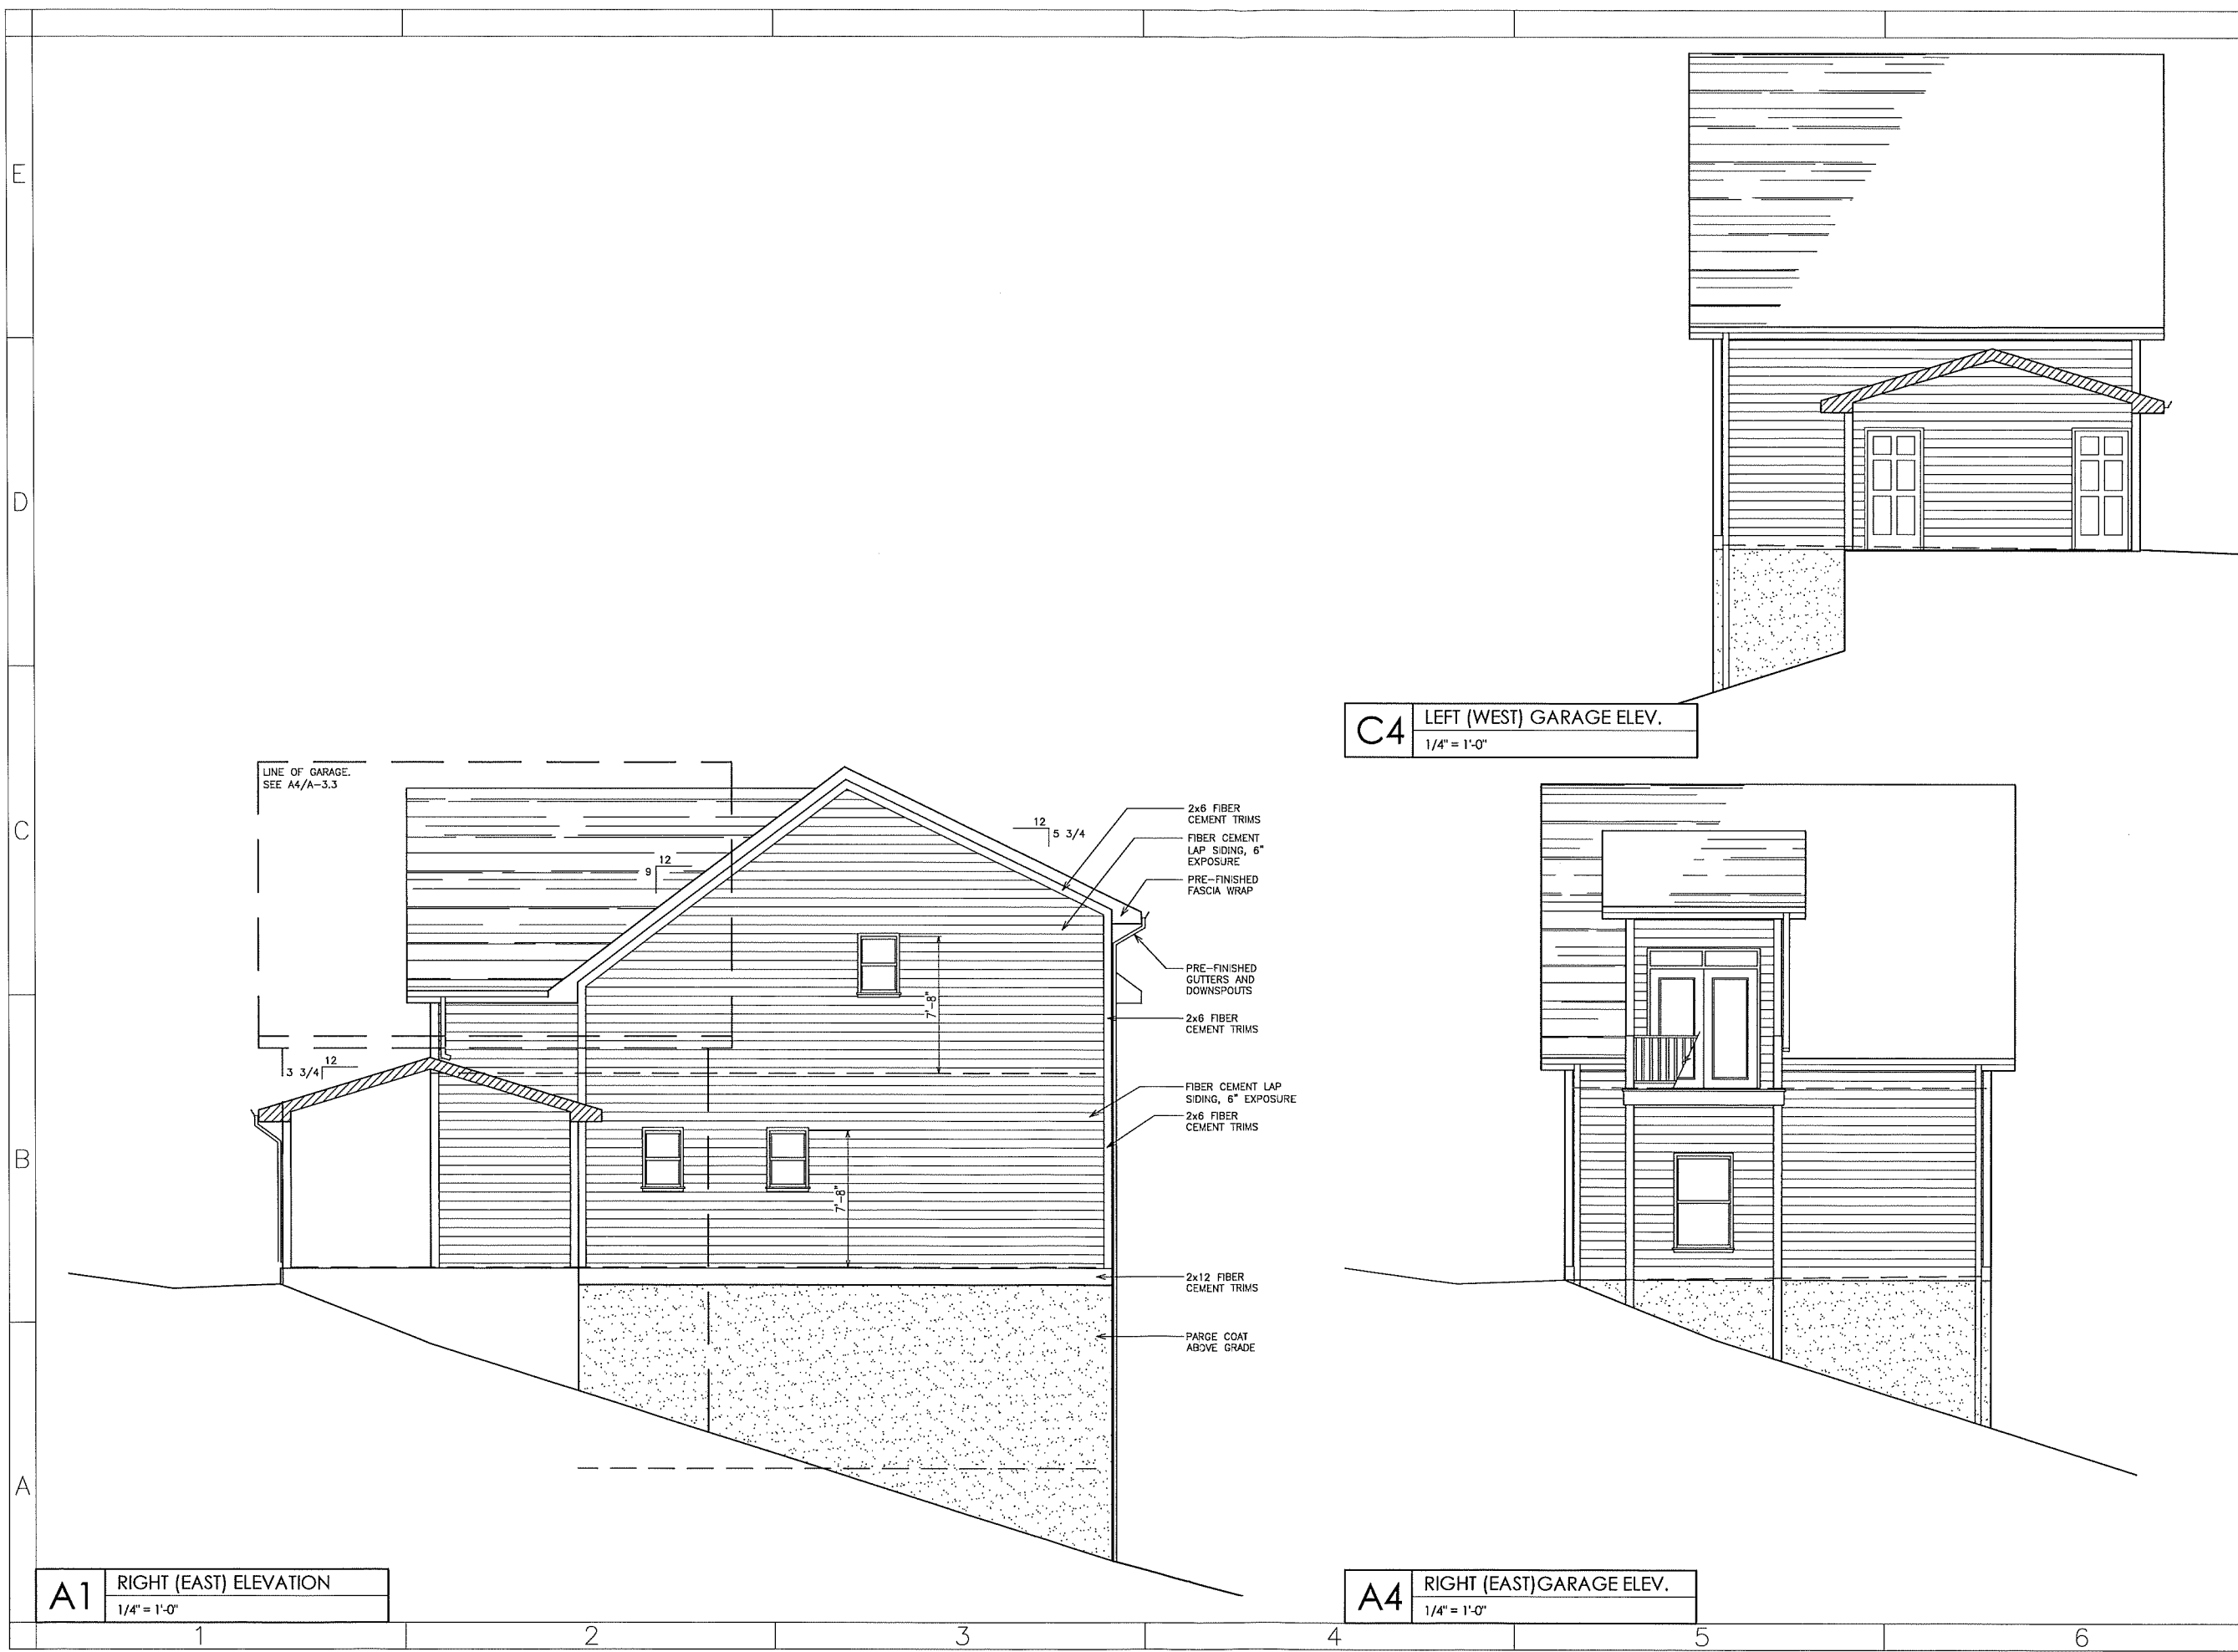 E
D
C
B
A
C4
LEFT (WEST) GARAGE ELEV.
1/4" = 1'-0"
LINE OF GARAGE.
SEE A4/A-3.3
12
5 3/4
12
9
12
3 3/4
7'-8"
7'-8"
2x6 FIBER
CEMENT TRIMS
FIBER CEMENT
LAP SIDING, 6"
EXPOSURE
PRE-FINISHED
FASCIA WRAP
PRE-FINISHED
GUTTERS AND
DOWNSPOUTS
2x6 FIBER
CEMENT TRIMS
FIBER CEMENT LAP
SIDING, 6" EXPOSURE
2x6 FIBER
CEMENT TRIMS
2x12 FIBER
CEMENT TRIMS
PARGE COAT
ABOVE GRADE
A1
RIGHT (EAST) ELEVATION
1/4" = 1'-0"
A4
RIGHT (EAST)GARAGE ELEV.
1/4" = 1'-0"
1
2
3
4
5
6